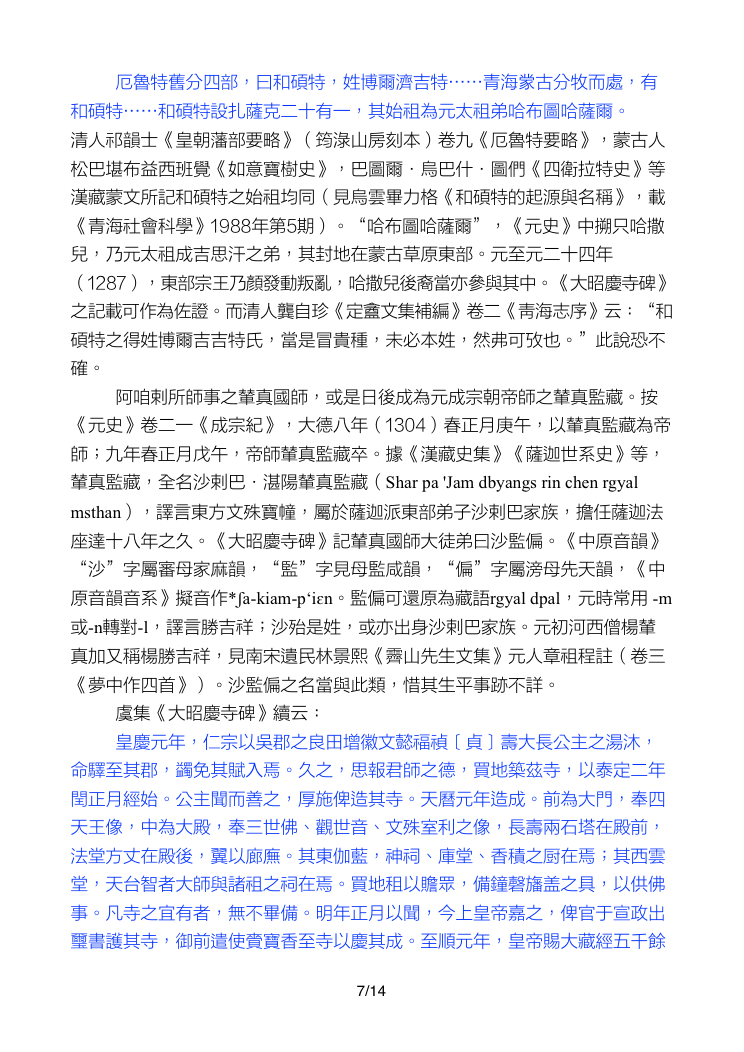 厄魯特舊分四部，曰和碩特，姓博爾濟吉特……青海蒙古分牧而處，有
和碩特……和碩特設扎薩克二十有一，其始祖為元太祖弟哈布圖哈薩爾。
清人祁韻士《皇朝藩部要略》（筠淥山房刻本）卷九《厄魯特要略》，蒙古人
松巴堪布益西班覺《如意寶樹史》，巴圖爾．烏巴什．圖們《四衛拉特史》等
漢藏蒙文所記和碩特之始祖均同（見烏雲畢力格《和碩特的起源與名稱》，載
《青海社會科學》1988年第5期）。“哈布圖哈薩爾”，《元史》中搠只哈撒
兒，乃元太祖成吉思汗之弟，其封地在蒙古草原東部。元至元二十四年
（1287），東部宗王乃顏發動叛亂，哈撒兒後裔當亦參與其中。《大昭慶寺碑》
之記載可作為佐證。而清人龔自珍《定盦文集補編》卷二《靑海志序》云：“和
碩特之得姓博爾吉吉特氏，當是冒貴種，未必本姓，然弗可攷也。”此說恐不
確。
阿咱剌所師事之輦真國師，或是日後成為元成宗朝帝師之輦真監藏。按
《元史》卷二一《成宗紀》，大德八年（1304）春正月庚午，以輦真監藏為帝
師；九年春正月戊午，帝師輦真監藏卒。據《漢藏史集》《薩迦世系史》等，
輦真監藏，全名沙剌巴．湛陽輦真監藏（Shar pa 'Jam dbyangs rin chen rgyal
msthan），譯言東方文殊寶幢，屬於薩迦派東部弟子沙剌巴家族，擔任薩迦法
座達十八年之久。《大昭慶寺碑》記輦真國師大徒弟曰沙監偏。《中原音韻》
“沙”字屬審母家麻韻，“監”字見母監咸韻，“偏”字屬滂母先天韻，《中
原音韻音系》擬音作*ʃa-kiam-pʻiɛn。監偏可還原為藏語rgyal dpal，元時常用 -m
或-n轉對-l，譯言勝吉祥；沙殆是姓，或亦出身沙剌巴家族。元初河西僧楊輦
真加又稱楊勝吉祥，見南宋遺民林景熙《霽山先生文集》元人章祖程註（卷三
《夢中作四首》）。沙監偏之名當與此類，惜其生平事跡不詳。
虞集《大昭慶寺碑》續云：
皇慶元年，仁宗以吳郡之良田增徽文懿福禎［貞］壽大長公主之湯沐，
命驛至其郡，蠲免其賦入焉。久之，思報君師之德，買地築茲寺，以泰定二年
閏正月經始。公主聞而善之，厚施俾造其寺。天曆元年造成。前為大門，奉四
天王像，中為大殿，奉三世佛、觀世音、文殊室利之像，長壽兩石塔在殿前，
法堂方丈在殿後，翼以廊廡。其東伽藍，神祠、庫堂、香積之厨在焉；其西雲
堂，天台智者大師與諸祖之祠在焉。買地租以贍眾，備鐘磬旛盖之具，以供佛
事。凡寺之宜有者，無不畢備。明年正月以聞，今上皇帝嘉之，俾官于宣政出
璽書護其寺，御前遣使賫寶香至寺以慶其成。至順元年，皇帝賜大藏經五千餘
7/14